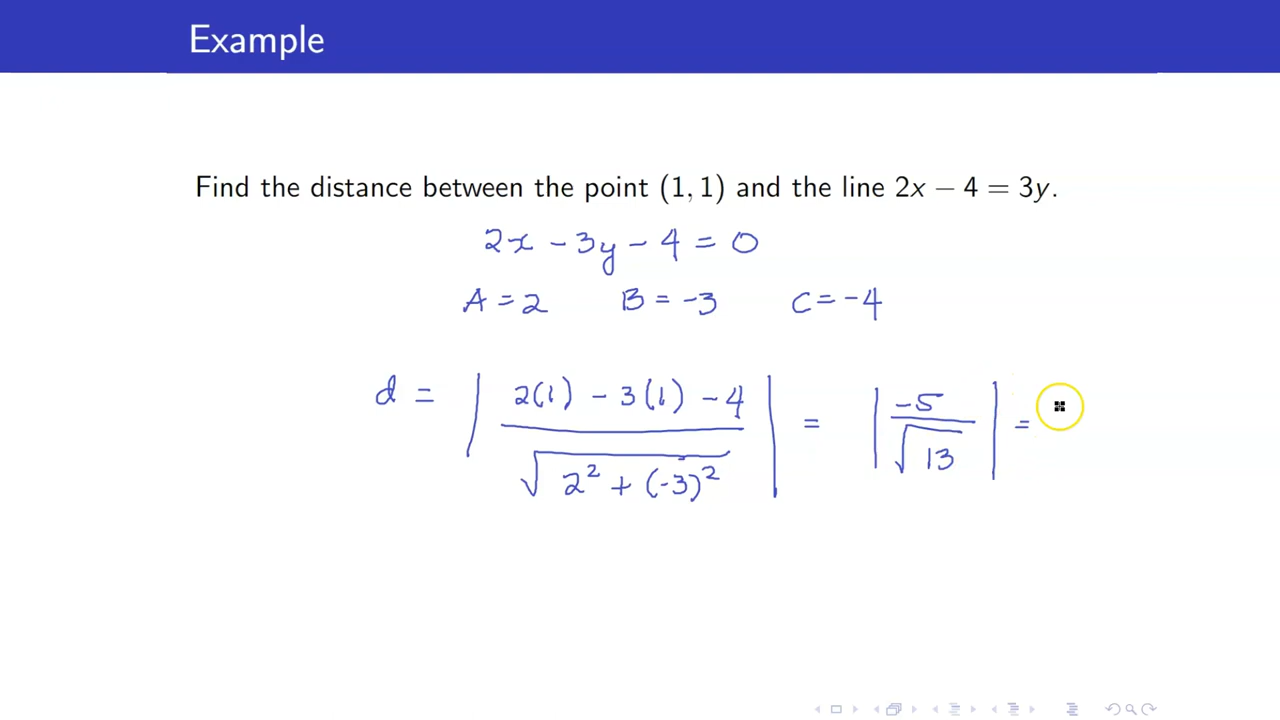 Example
Find the distance between the point (1, 1) and the line 2x − 4 = 3y.
2x - 3y - 4 = 0
A = 2 B = -3 C = -4
d = | 2(1) - 3(1) - 4 / √(2² + (-3)²) | = | -5 / √13 | =